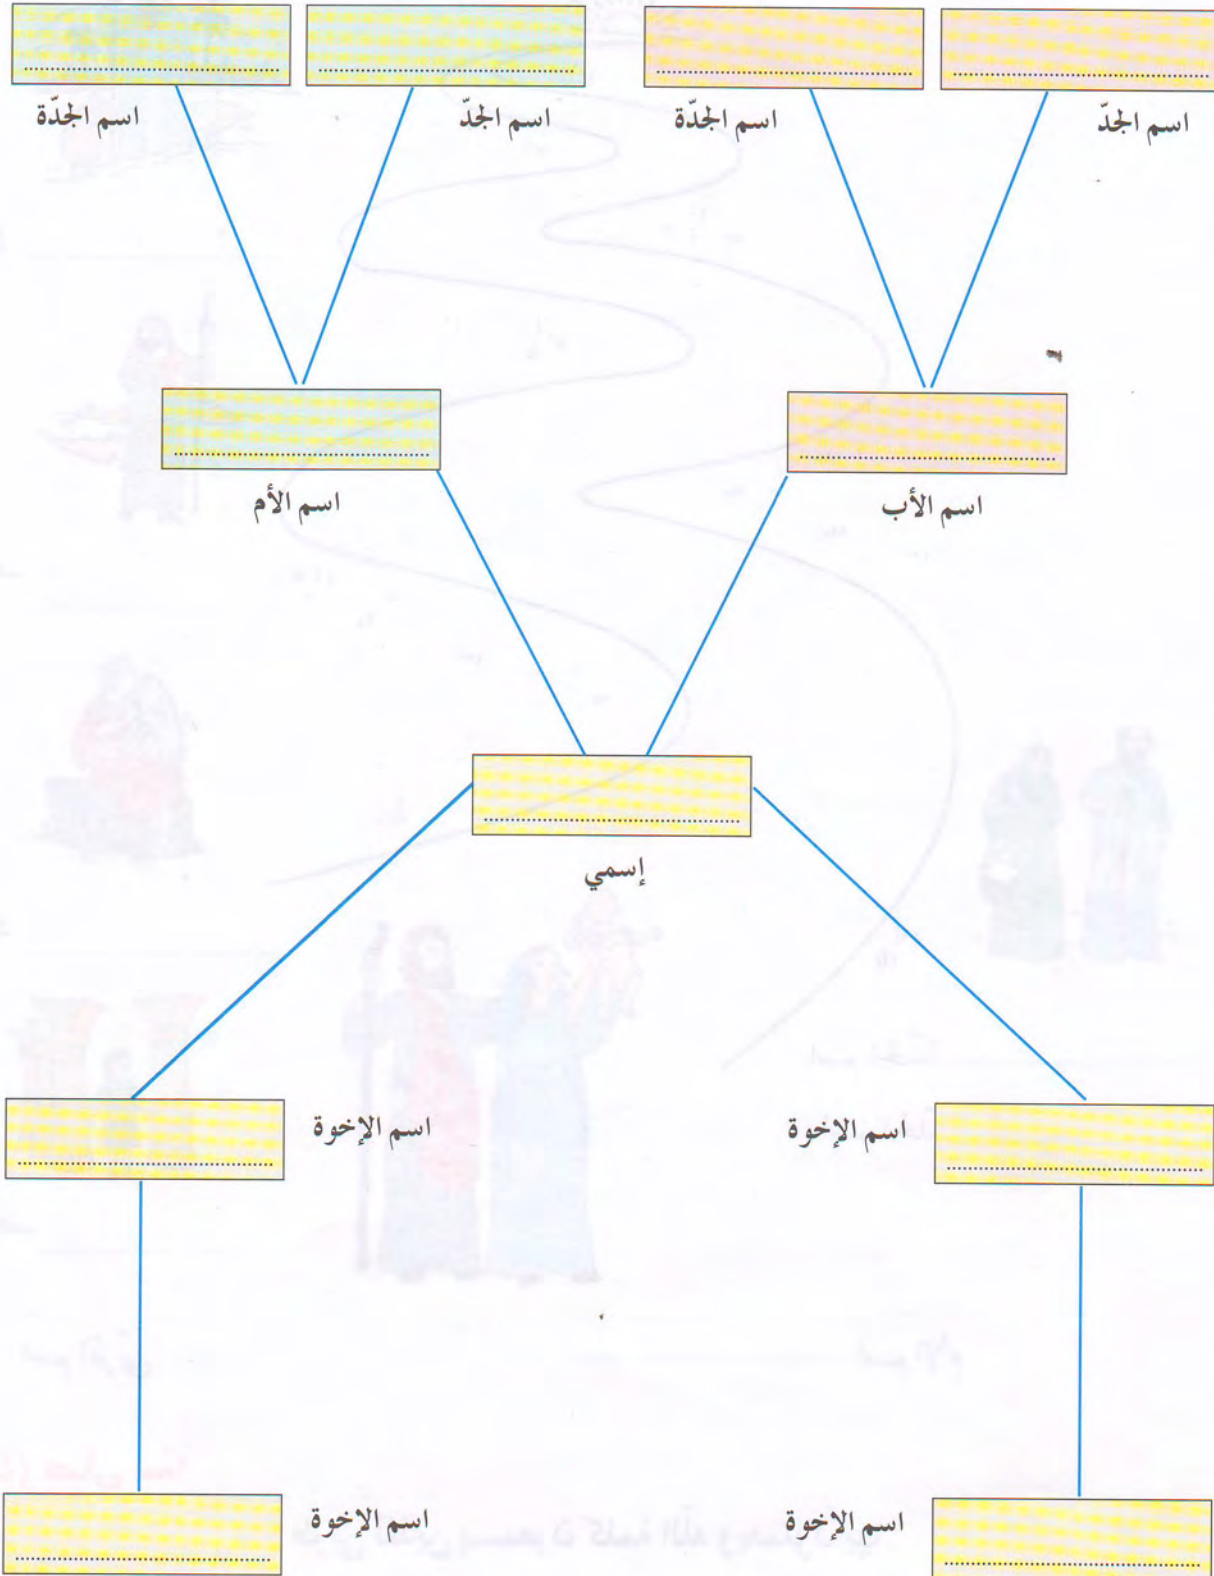 اسم الجدّ
اسم الجدّة
اسم الجدّ
اسم الجدّة
اسم الأب
اسم الأم
إسمي
اسم الإخوة
اسم الإخوة
اسم الإخوة
اسم الإخوة